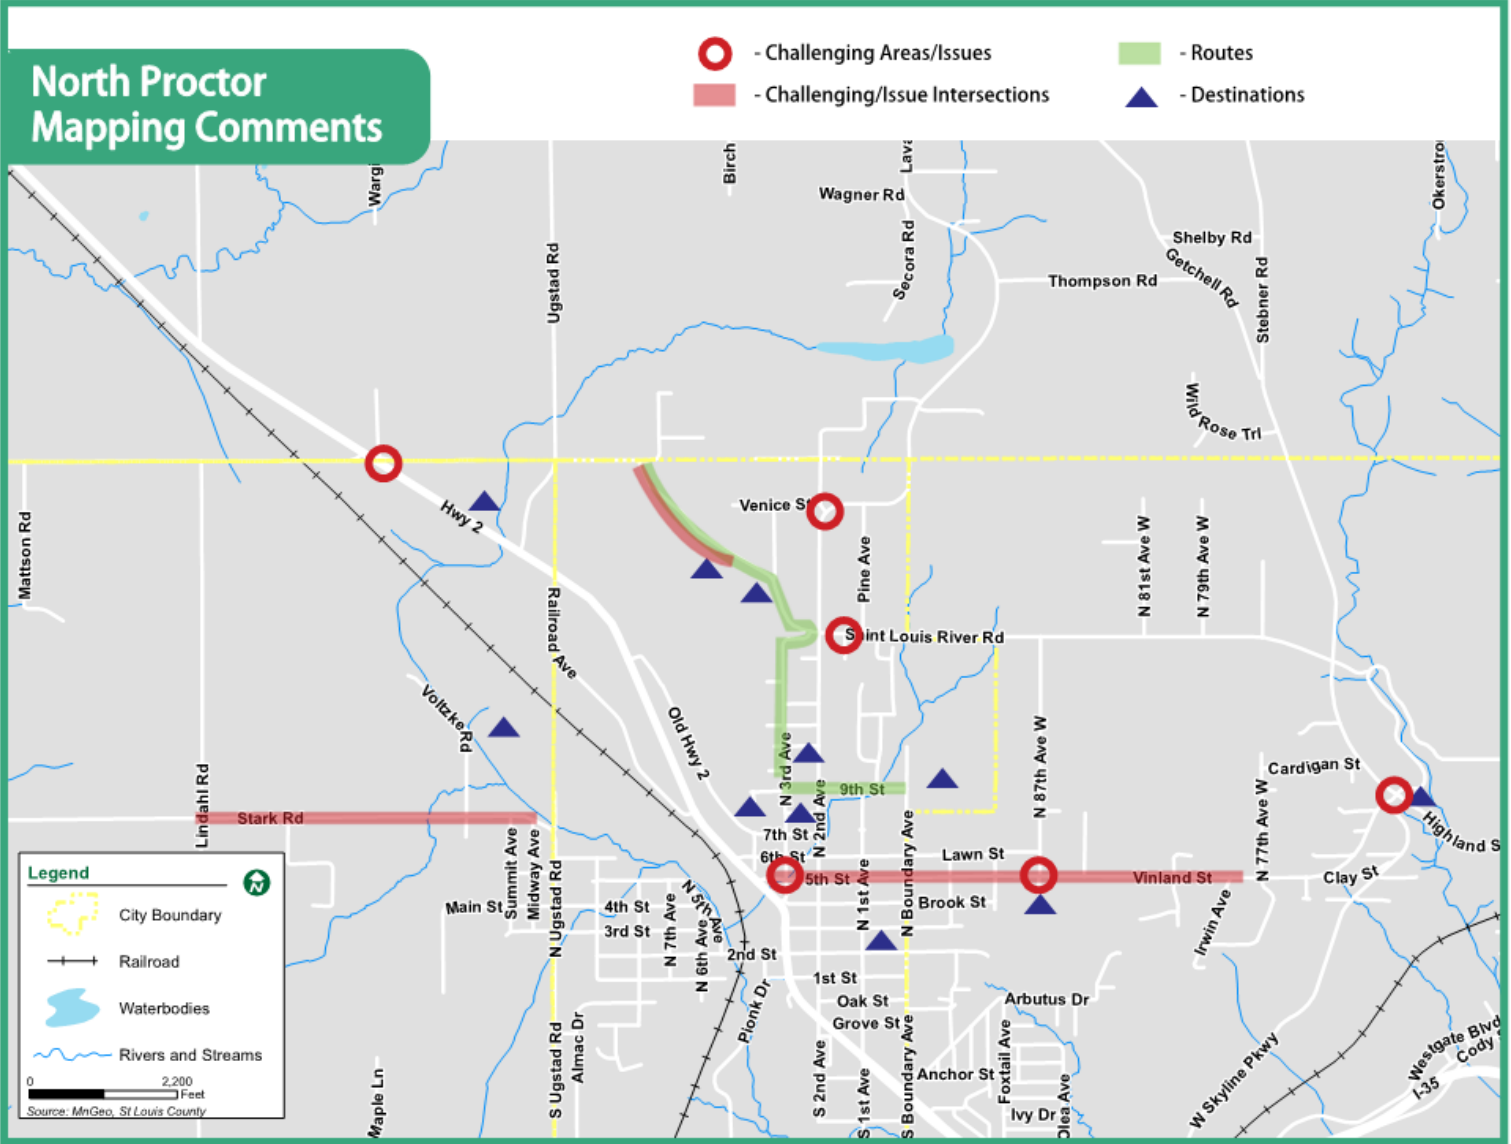 North Proctor
Mapping Comments
- Challenging Areas/Issues
- Routes
- Challenging/Issue Intersections
- Destinations
Birch
Wagner Rd
Secora Rd
Shelby Rd
Getchell Rd
Thompson Rd
Stebner Rd
Ugstad Rd
Wild Rose Trl
Hwy 2
Venice St
Mattson Rd
Pine Ave
N 81st Ave W
N 79th Ave W
Railroad Ave
Saint Louis River Rd
Voltzke Rd
Old Hwy 2
N 3rd Ave
N 2nd Ave
9th St
N 87th Ave W
Cardigan St
N 77th Ave W
Lindahl Rd
Stark Rd
7th St
6th St
5th St
Lawn St
Vinland St
Clay St
Summit Ave
Midway Ave
N Ugstad Rd
Main St
4th St
3rd St
N 7th Ave
N 6th Ave
N 5th Ave
2nd St
N 1st Ave
N Boundary Ave
Brook St
Irwin Ave
1st St
Oak St
Grove St
Arbutus Dr
Pionk Dr
S Ugstad Rd
Almac Dr
Maple Ln
S 2nd Ave
S 1st Ave
S Boundary Ave
Anchor St
Foxtail Ave
Ivy Dr
W Skyline Pkwy
Westgate Blvd
Cody
I-35
Legend
N
City Boundary
Railroad
Waterbodies
Rivers and Streams
0 2,200
Feet
Source: MnGeo, St Louis County